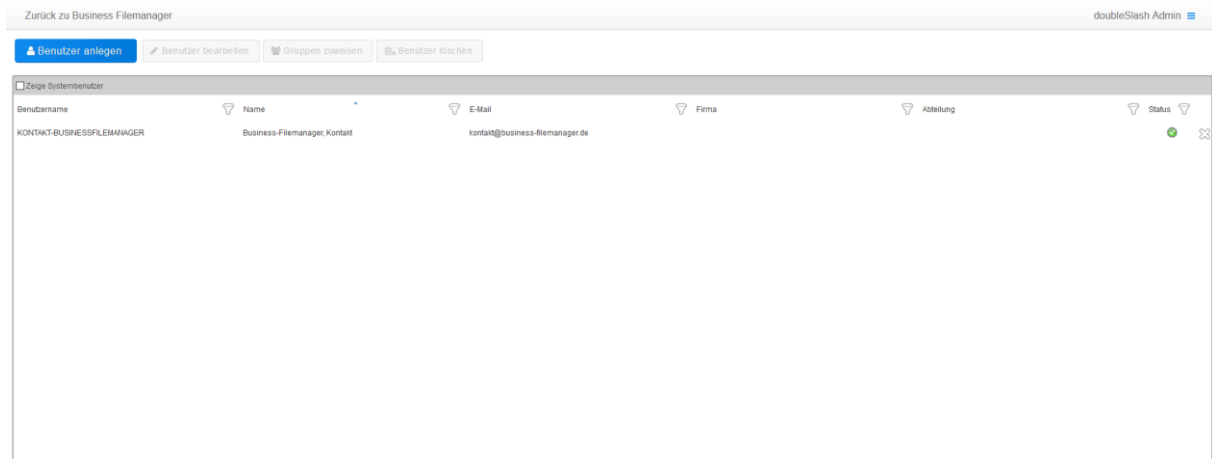 Zurück zu Business Filemanager doubleSlash Admin
Benutzer anlegen Benutzer bearbeiten Gruppen zuweisen Benutzer löschen
Zeige Systembenutzer
Benutzername Name E-Mail Firma Abteilung Status
KONTAKT-BUSINESSFILEMANAGER Business-Filemanager, Kontakt kontakt@business-filemanager.de